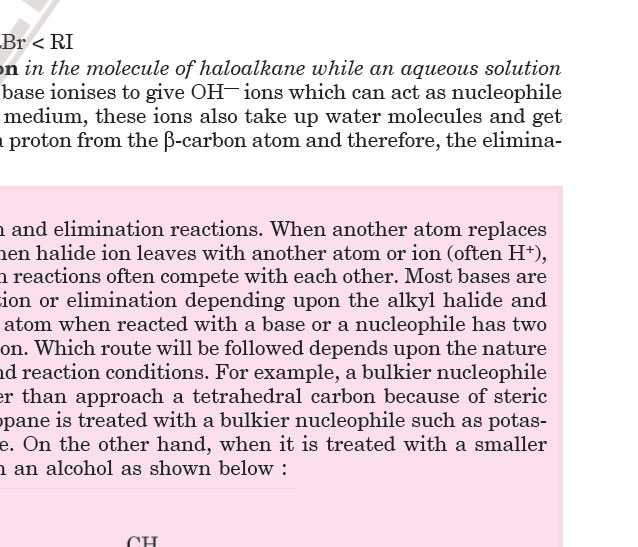 Br < RI
on in the molecule of haloalkane while an aqueous solution
base ionises to give OH— ions which can act as nucleophile
medium, these ions also take up water molecules and get
proton from the β-carbon atom and therefore, the elimina-
and elimination reactions. When another atom replaces
hen halide ion leaves with another atom or ion (often H⁺),
reactions often compete with each other. Most bases are
tion or elimination depending upon the alkyl halide and
atom when reacted with a base or a nucleophile has two
on. Which route will be followed depends upon the nature
nd reaction conditions. For example, a bulkier nucleophile
er than approach a tetrahedral carbon because of steric
opane is treated with a bulkier nucleophile such as potas-
e. On the other hand, when it is treated with a smaller
an alcohol as shown below :
CH